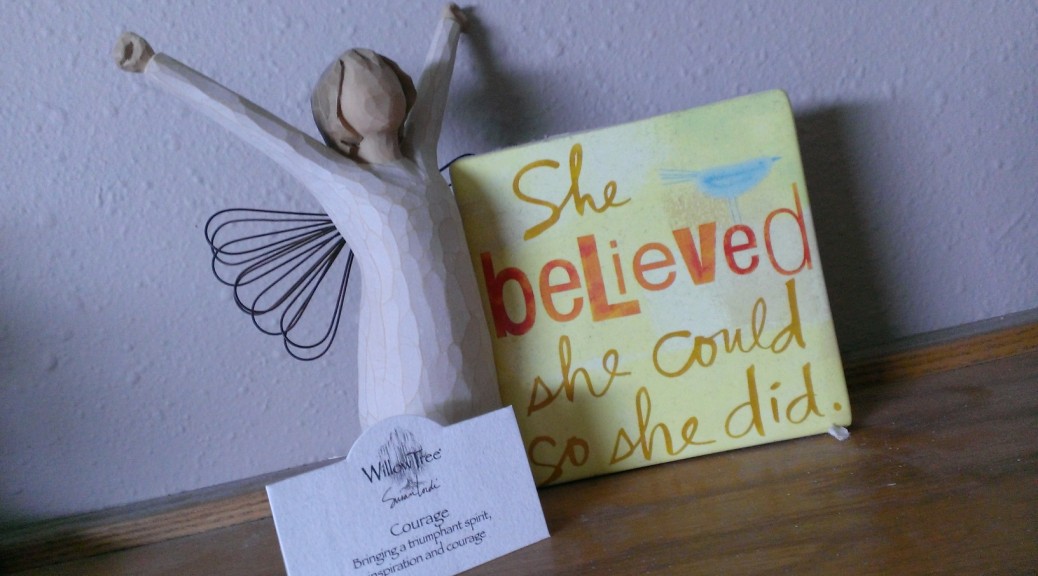 She
beLieved
she could
so she did.
WillowTree
Susan Lordi
Courage
Bringing a triumphant spirit,
inspiration and courage